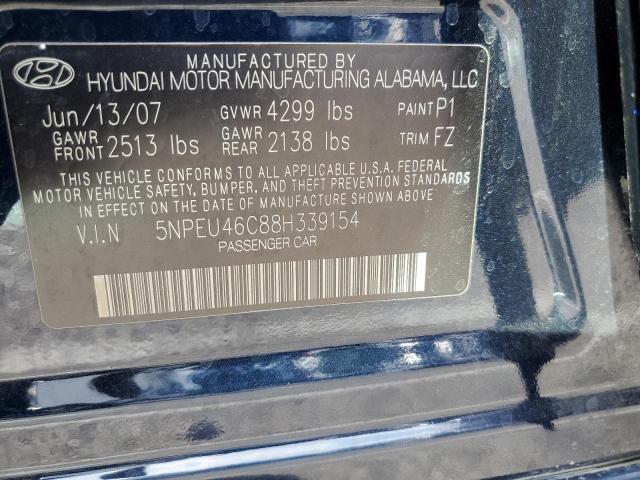 MANUFACTURED BY
HYUNDAI MOTOR MANUFACTURING ALABAMA, LLC
Jun/13/07 GVWR 4299 lbs PAINT P1
GAWR FRONT 2513 lbs GAWR REAR 2138 lbs TRIM FZ
THIS VEHICLE CONFORMS TO ALL APPLICABLE U.S.A. FEDERAL
MOTOR VEHICLE SAFETY, BUMPER, AND THEFT PREVENTION STANDARDS
IN EFFECT ON THE DATE OF MANUFACTURE SHOWN ABOVE.
V.I.N 5NPEU46C88H339154
PASSENGER CAR